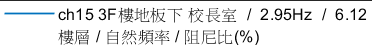 ch15 3F樓地板下 校長室 / 2.95Hz / 6.12
樓層 / 自然頻率 / 阻尼比(%)